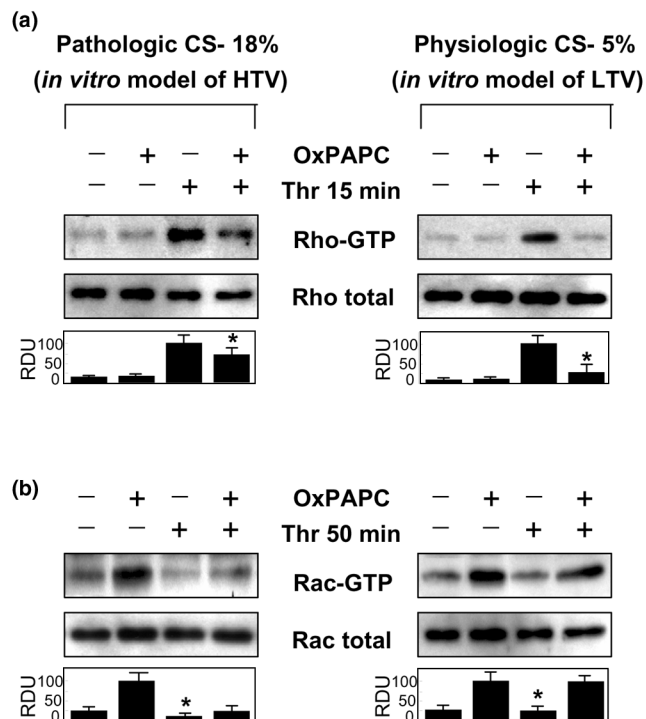 (a)
Pathologic CS- 18%
(in vitro model of HTV)
Physiologic CS- 5%
(in vitro model of LTV)
– + – + OxPAPC – + – +
– – + + Thr 15 min – – + +
Rho-GTP
Rho total
RDU 100 50 0 *
RDU 100 50 0 *
(b)
– + – + OxPAPC – + – +
– – + + Thr 50 min – – + +
Rac-GTP
Rac total
RDU 100 50 *
RDU 100 50 *